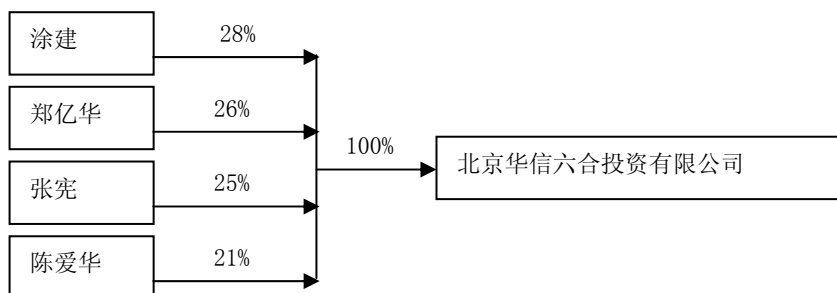 涂建
28%
郑亿华
26%
100%
北京华信六合投资有限公司
张宪
25%
陈爱华
21%